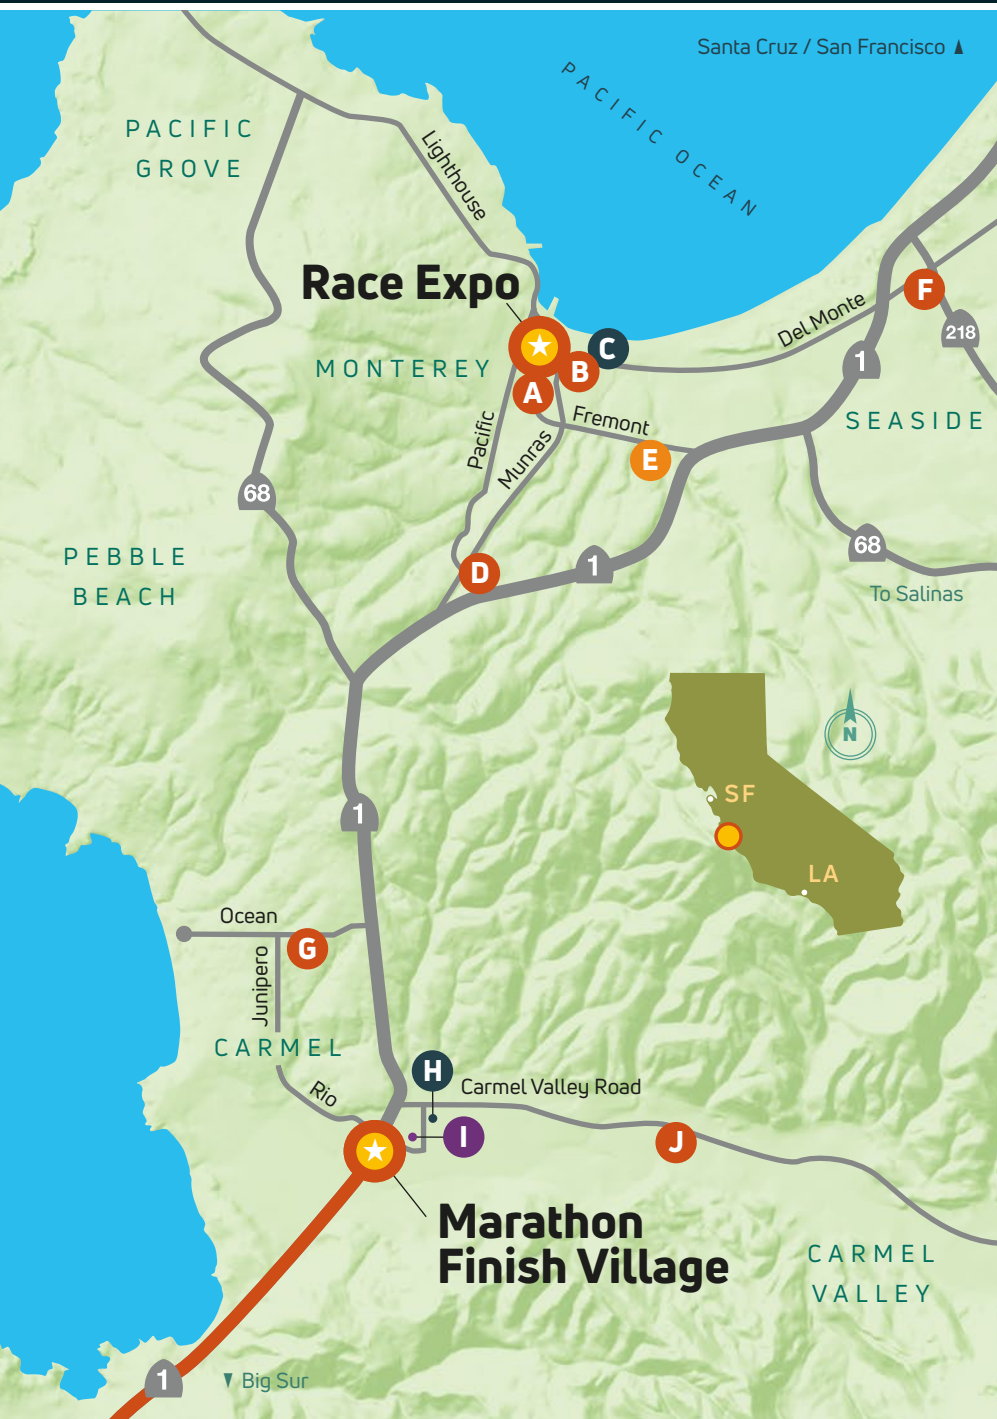 Santa Cruz / San Francisco
PACIFIC OCEAN
PACIFIC
GROVE
Lighthouse
Race Expo
F
Del Monte
218
C
B
1
MONTEREY
A
Fremont
SEASIDE
Pacific
Munras
E
68
68
PEBBLE
BEACH
1
D
To Salinas
N
SF
1
LA
Ocean
G
Junipero
CARMEL
H
Carmel Valley Road
Rio
I
J
Marathon
Finish Village
CARMEL
VALLEY
1
Big Sur